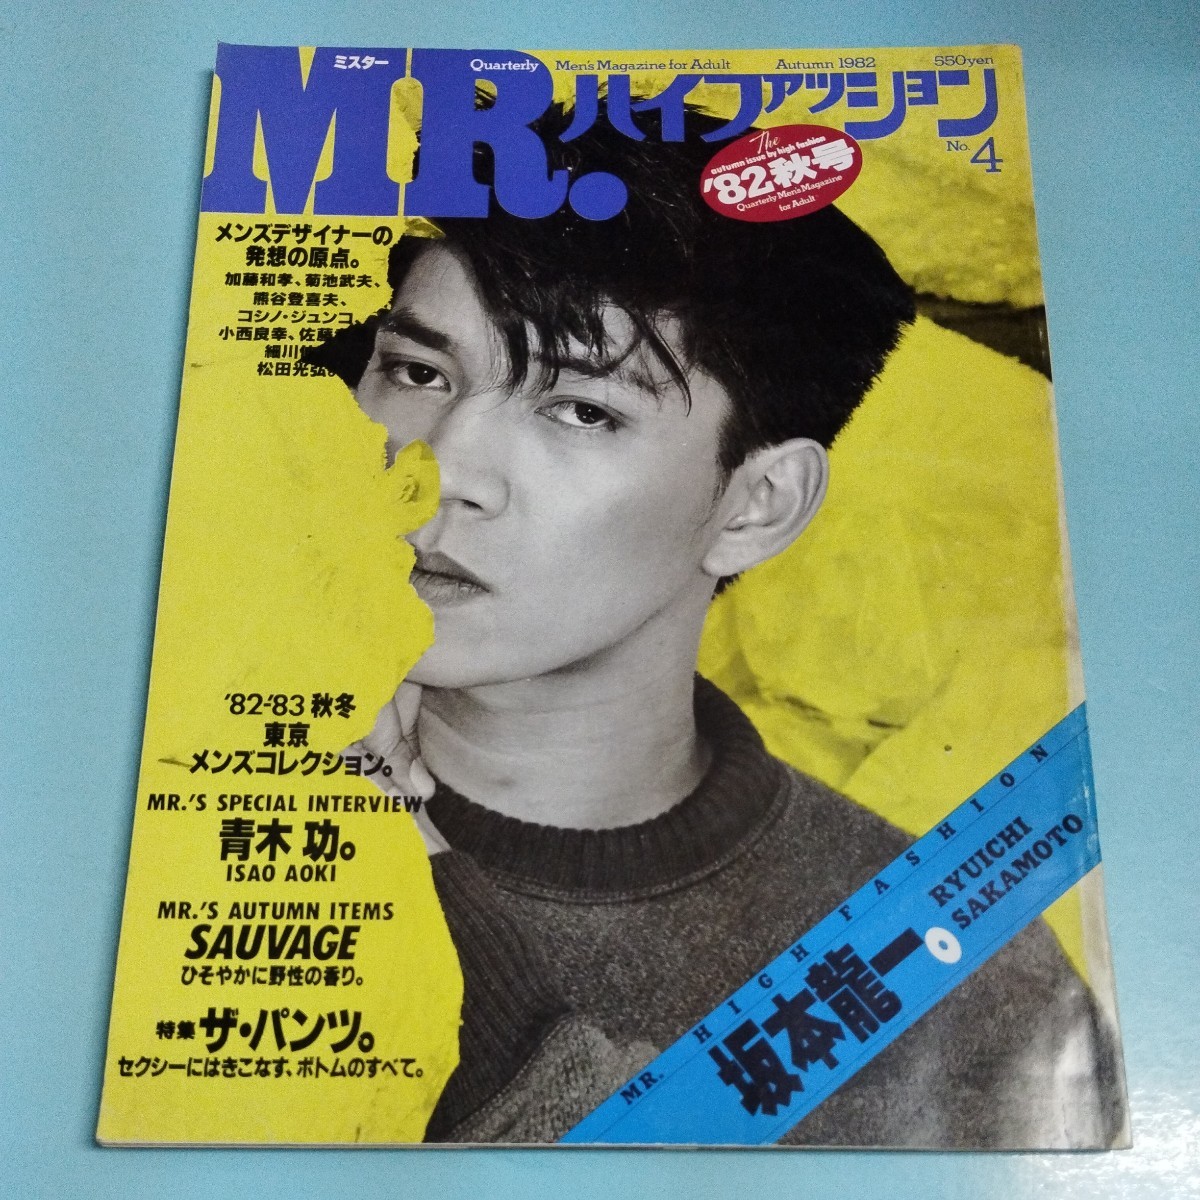 ミスター
Quarterly Men's Magazine for Adult Autumn 1982 550yen
MR.ハイファッション
No.4
The
autumn issue by high fashion
'82秋号
Quarterly Men's Magazine
for Adult
メンズデザイナーの
発想の原点。
加藤和孝、菊池武夫、
熊谷登喜夫、
コシノ・ジュンコ、
小西良幸、佐藤
細川
松田光弘。
'82-'83 秋冬
東京
メンズコレクション。
MR.'S SPECIAL INTERVIEW
青木 功。
ISAO AOKI
MR.'S AUTUMN ITEMS
SAUVAGE
ひそやかに野性の香り。
特集 ザ・パンツ。
セクシーにはきこなす、ボトムのすべて。
MR. HIGH FASHION
RYUICHI
SAKAMOTO
坂本龍一。